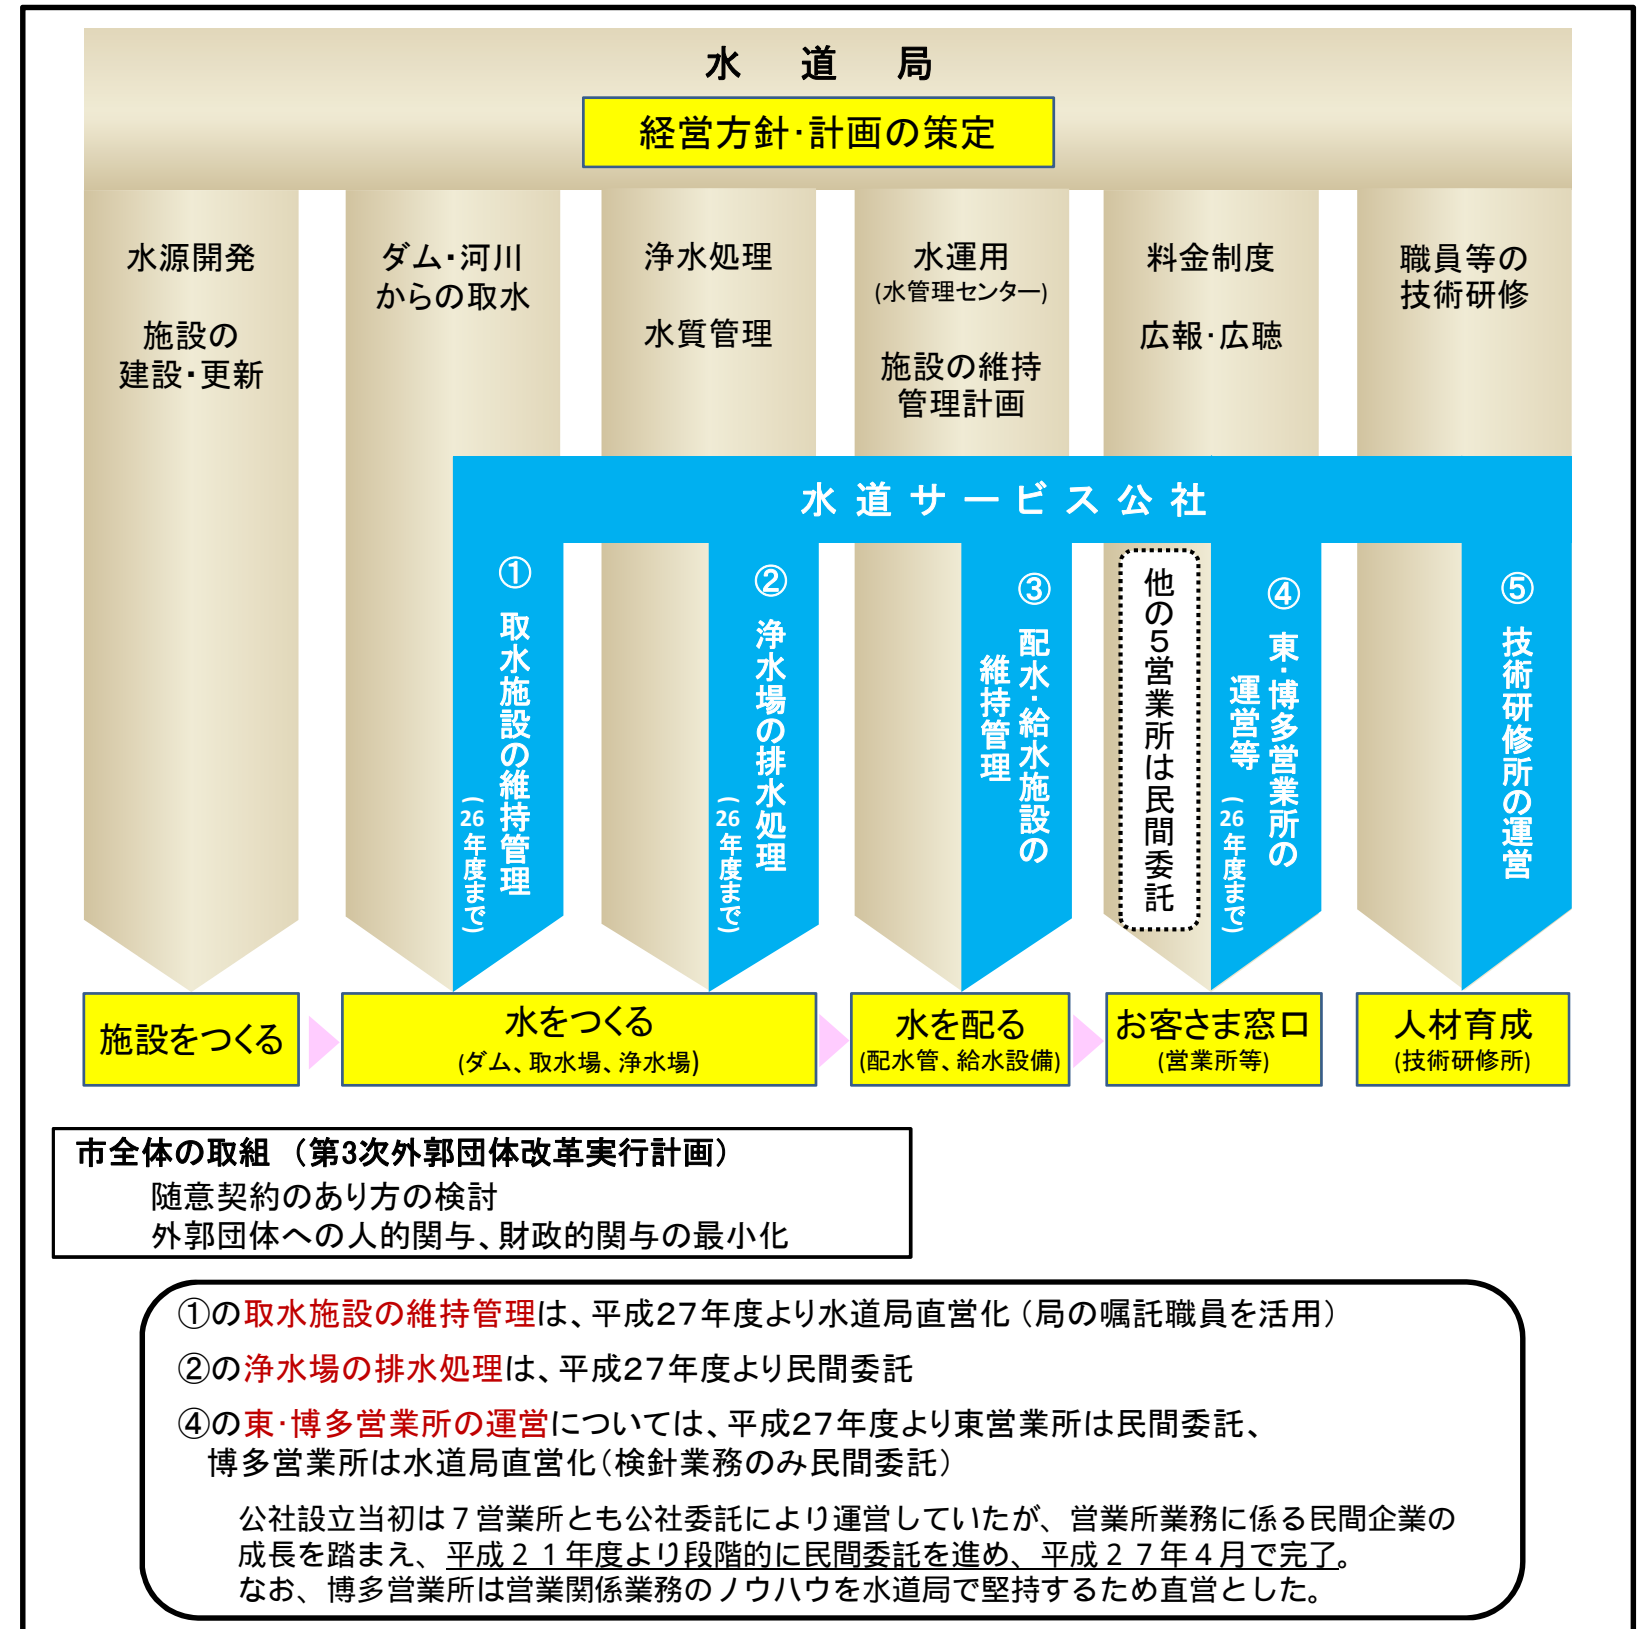 水道局
経営方針・計画の策定
水源開発
施設の
建設・更新
ダム・河川
からの取水
浄水処理
水質管理
水運用
(水管理センター)
施設の維持
管理計画
料金制度
広報・広聴
職員等の
技術研修
水道サービス公社
① 取水施設の維持管理
(26年度まで)
② 浄水場の排水処理
(26年度まで)
③ 配水・給水施設の
維持管理
他の5営業所は民間委託
④ 東・博多営業所の
運営等
(26年度まで)
⑤ 技術研修所の運営
施設をつくる
水をつくる
(ダム、取水場、浄水場)
水を配る
(配水管、給水設備)
お客さま窓口
(営業所等)
人材育成
(技術研修所)
市全体の取組 （第3次外郭団体改革実行計画）
随意契約のあり方の検討
外郭団体への人的関与、財政的関与の最小化
①の取水施設の維持管理は、平成27年度より水道局直営化（局の嘱託職員を活用）
②の浄水場の排水処理は、平成27年度より民間委託
④の東・博多営業所の運営については、平成27年度より東営業所は民間委託、
博多営業所は水道局直営化（検針業務のみ民間委託）
公社設立当初は７営業所とも公社委託により運営していたが、営業所業務に係る民間企業の
成長を踏まえ、平成２１年度より段階的に民間委託を進め、平成２７年４月で完了。
なお、博多営業所は営業関係業務のノウハウを水道局で堅持するため直営とした。